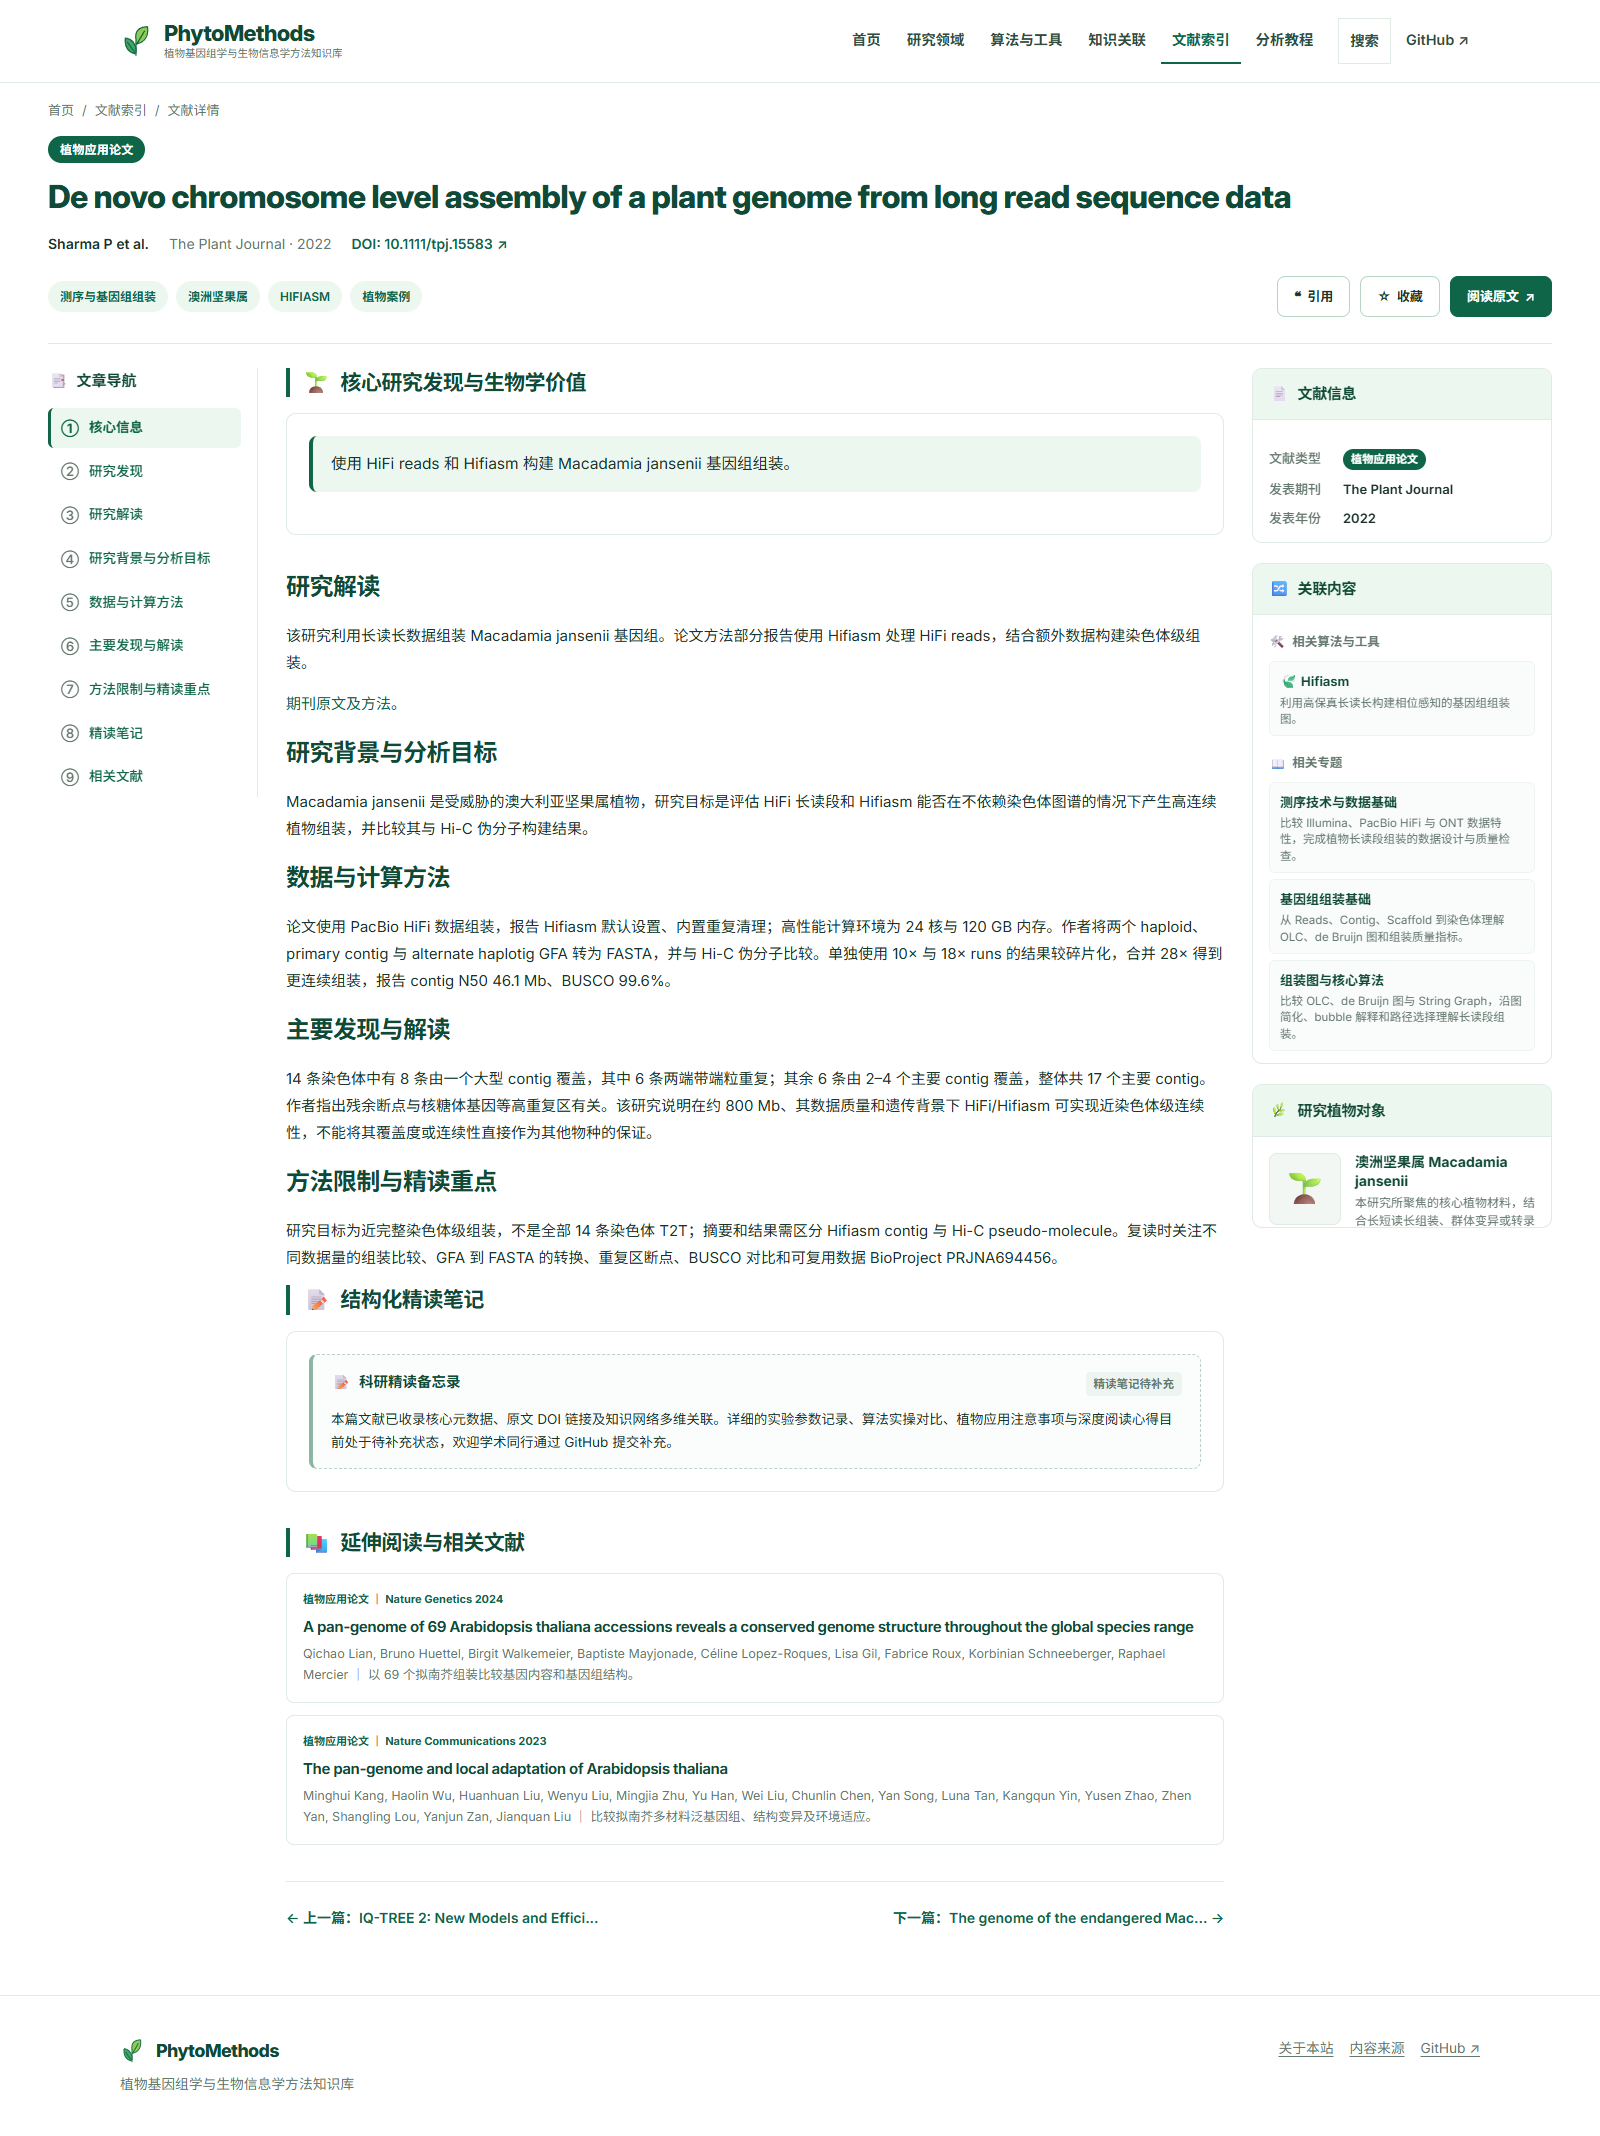 PhytoMethods
植物基因组学与生物信息学方法知识库
首页 研究领域 算法与工具 知识关联 文献索引 分析教程 搜索 GitHub ↗
首页 / 文献索引 / 文献详情
植物应用论文
De novo chromosome level assembly of a plant genome from long read sequence data
Sharma P et al. The Plant Journal · 2022 DOI: 10.1111/tpj.15583 ↗
测序与基因组组装 澳洲坚果属 HIFIASM 植物案例
❝ 引用 ☆ 收藏 阅读原文 ↗
文章导航
① 核心信息
② 研究发现
③ 研究解读
④ 研究背景与分析目标
⑤ 数据与计算方法
⑥ 主要发现与解读
⑦ 方法限制与精读重点
⑧ 精读笔记
⑨ 相关文献
核心研究发现与生物学价值
使用 HiFi reads 和 Hifiasm 构建 Macadamia jansenii 基因组组装。
研究解读
该研究利用长读长数据组装 Macadamia jansenii 基因组。论文方法部分报告使用 Hifiasm 处理 HiFi reads，结合额外数据构建染色体级组
装。
期刊原文及方法。
研究背景与分析目标
Macadamia jansenii 是受威胁的澳大利亚坚果属植物，研究目标是评估 HiFi 长读段和 Hifiasm 能否在不依赖染色体图谱的情况下产生高连续
植物组装，并比较其与 Hi-C 伪分子构建结果。
数据与计算方法
论文使用 PacBio HiFi 数据组装，报告 Hifiasm 默认设置、内置重复清理；高性能计算环境为 24 核与 120 GB 内存。作者将两个 haploid、
primary contig 与 alternate haplotig GFA 转为 FASTA，并与 Hi-C 伪分子比较。单独使用 10× 与 18× runs 的结果较碎片化，合并 28× 得到
更连续组装，报告 contig N50 46.1 Mb、BUSCO 99.6%。
主要发现与解读
14 条染色体中有 8 条由一个大型 contig 覆盖，其中 6 条两端带端粒重复；其余 6 条由 2–4 个主要 contig 覆盖，整体共 17 个主要 contig。
作者指出残余断点与核糖体基因等高重复区有关。该研究说明在约 800 Mb、其数据质量和遗传背景下 HiFi/Hifiasm 可实现近染色体级连续
性，不能将其覆盖度或连续性直接作为其他物种的保证。
方法限制与精读重点
研究目标为近完整染色体级组装，不是全部 14 条染色体 T2T；摘要和结果需区分 Hifiasm contig 与 Hi-C pseudo-molecule。复读时关注不
同数据量的组装比较、GFA 到 FASTA 的转换、重复区断点、BUSCO 对比和可复用数据 BioProject PRJNA694456。
结构化精读笔记
科研精读备忘录 精读笔记待补充
本篇文献已收录核心元数据、原文 DOI 链接及知识网络多维关联。详细的实验参数记录、算法实操对比、植物应用注意事项与深度阅读心得目
前处于待补充状态，欢迎学术同行通过 GitHub 提交补充。
延伸阅读与相关文献
植物应用论文 | Nature Genetics 2024
A pan-genome of 69 Arabidopsis thaliana accessions reveals a conserved genome structure throughout the global species range
Qichao Lian, Bruno Huettel, Birgit Walkemeier, Baptiste Mayjonade, Céline Lopez-Roques, Lisa Gil, Fabrice Roux, Korbinian Schneeberger, Raphael
Mercier | 以 69 个拟南芥组装比较基因内容和基因组结构。
植物应用论文 | Nature Communications 2023
The pan-genome and local adaptation of Arabidopsis thaliana
Minghui Kang, Haolin Wu, Huanhuan Liu, Wenyu Liu, Mingjia Zhu, Yu Han, Wei Liu, Chunlin Chen, Yan Song, Luna Tan, Kangqun Yin, Yusen Zhao, Zhen
Yan, Shangling Lou, Yanjun Zan, Jianquan Liu | 比较拟南芥多材料泛基因组、结构变异及环境适应。
← 上一篇：IQ-TREE 2: New Models and Effici...
下一篇：The genome of the endangered Mac... →
文献信息
文献类型 植物应用论文
发表期刊 The Plant Journal
发表年份 2022
关联内容
相关算法与工具
Hifiasm
利用高保真长读长构建相位感知的基因组组装
图。
相关专题
测序技术与数据基础
比较 Illumina、PacBio HiFi 与 ONT 数据特
性，完成植物长读段组装的数据设计与质量检
查。
基因组组装基础
从 Reads、Contig、Scaffold 到染色体理解
OLC、de Bruijn 图和组装质量指标。
组装图与核心算法
比较 OLC、de Bruijn 图与 String Graph，沿图
简化、bubble 解释和路径选择理解长读段组
装。
研究植物对象
澳洲坚果属 Macadamia
jansenii
本研究所聚焦的核心植物材料，结
合长短读长组装、群体变异或转录
PhytoMethods
植物基因组学与生物信息学方法知识库
关于本站 内容来源 GitHub ↗